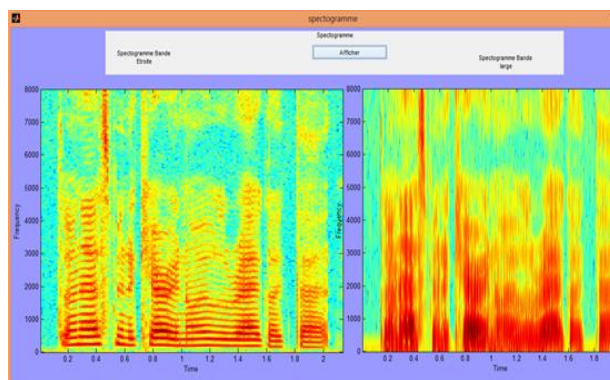 spectogramme
Spectogramme
Spectogramme Bande
Etroite
Afficher
Spectogramme Bande
large
8000
7000
6000
5000
4000
3000
2000
1000
0
Frequency
0.2 0.4 0.6 0.8 1 1.2 1.4 1.6 1.8 2
Time
8000
7000
6000
5000
4000
3000
2000
1000
0
Frequency
0.2 0.4 0.6 0.8 1 1.2 1.4 1.6 1.8
Time